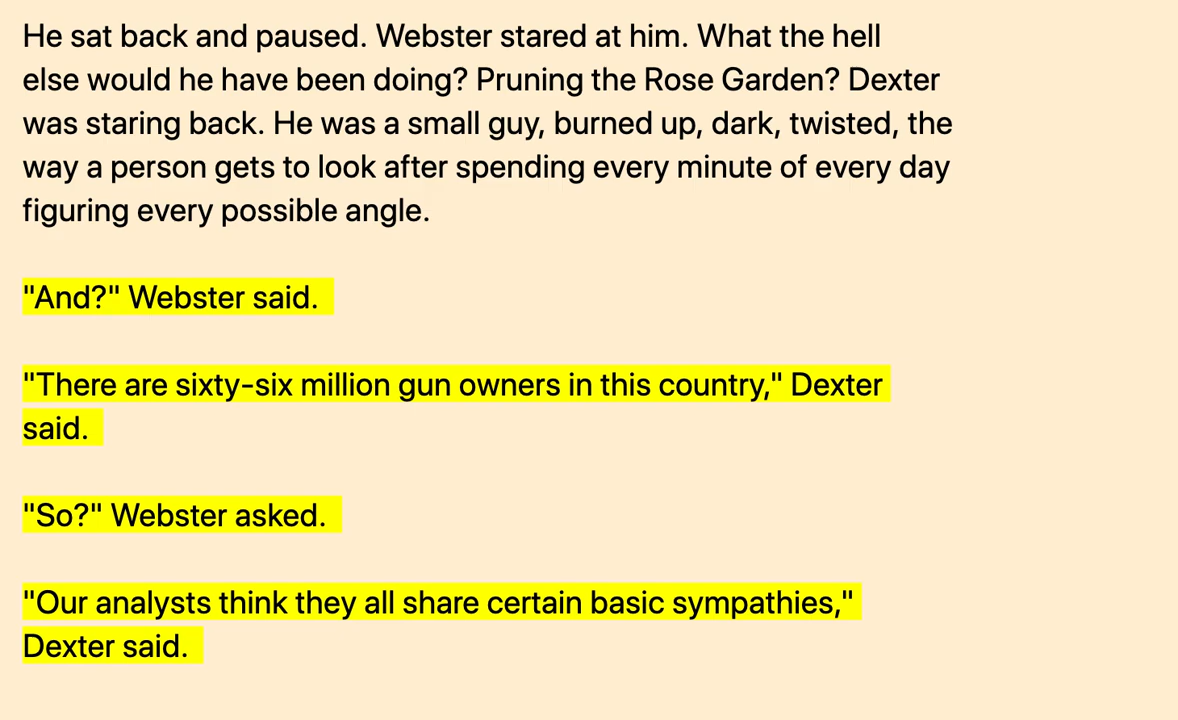 He sat back and paused. Webster stared at him. What the hell
else would he have been doing? Pruning the Rose Garden? Dexter
was staring back. He was a small guy, burned up, dark, twisted, the
way a person gets to look after spending every minute of every day
figuring every possible angle.
"And?" Webster said.
"There are sixty-six million gun owners in this country," Dexter
said.
"So?" Webster asked.
"Our analysts think they all share certain basic sympathies,"
Dexter said.